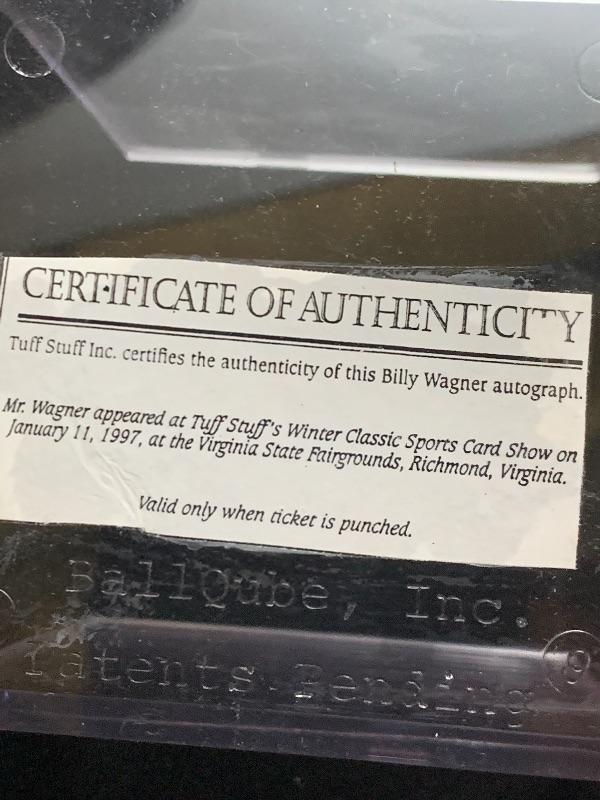 CERTIFICATE OF AUTHENTICITY
Tuff Stuff Inc. certifies the authenticity of this Billy Wagner autograph.
Mr. Wagner appeared at Tuff Stuff's Winter Classic Sports Card Show on
January 11, 1997, at the Virginia State Fairgrounds, Richmond, Virginia.
Valid only when ticket is punched.
BallQube, Inc.
Patents Pending
9